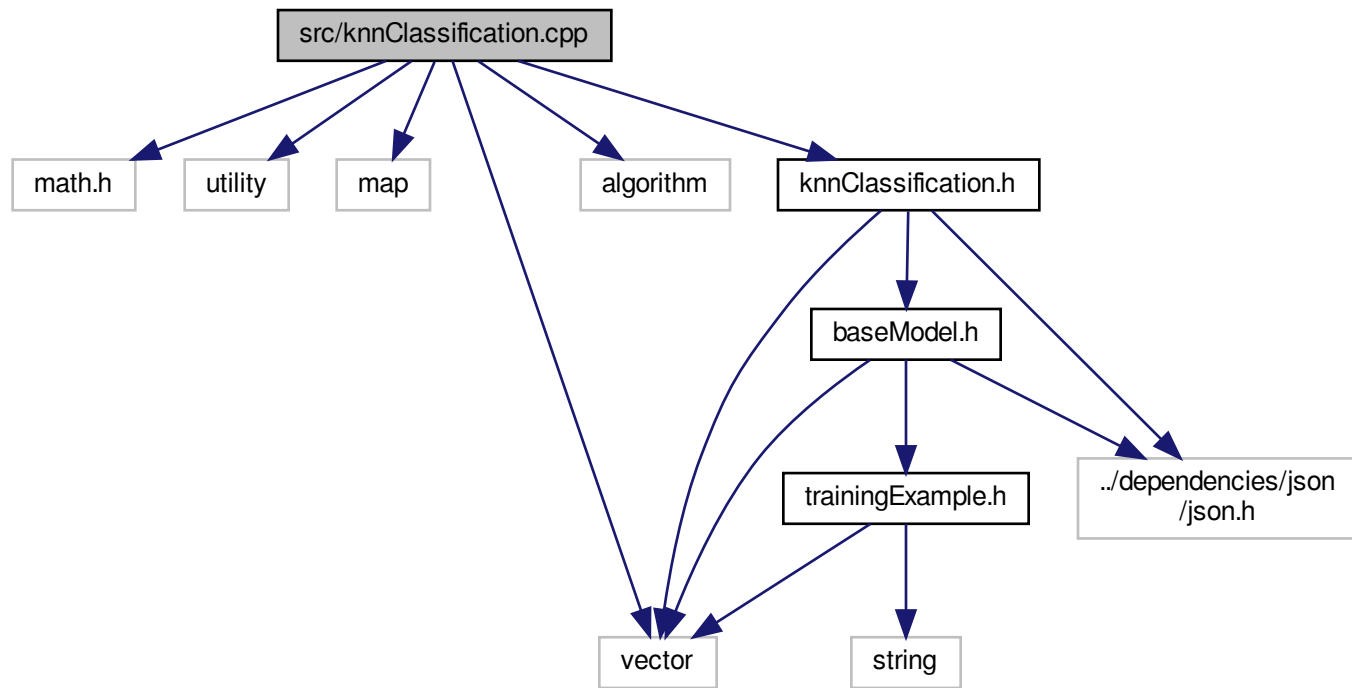 src/knnClassification.cpp
math.h
utility
map
algorithm
knnClassification.h
baseModel.h
trainingExample.h
../dependencies/json
/json.h
vector
string